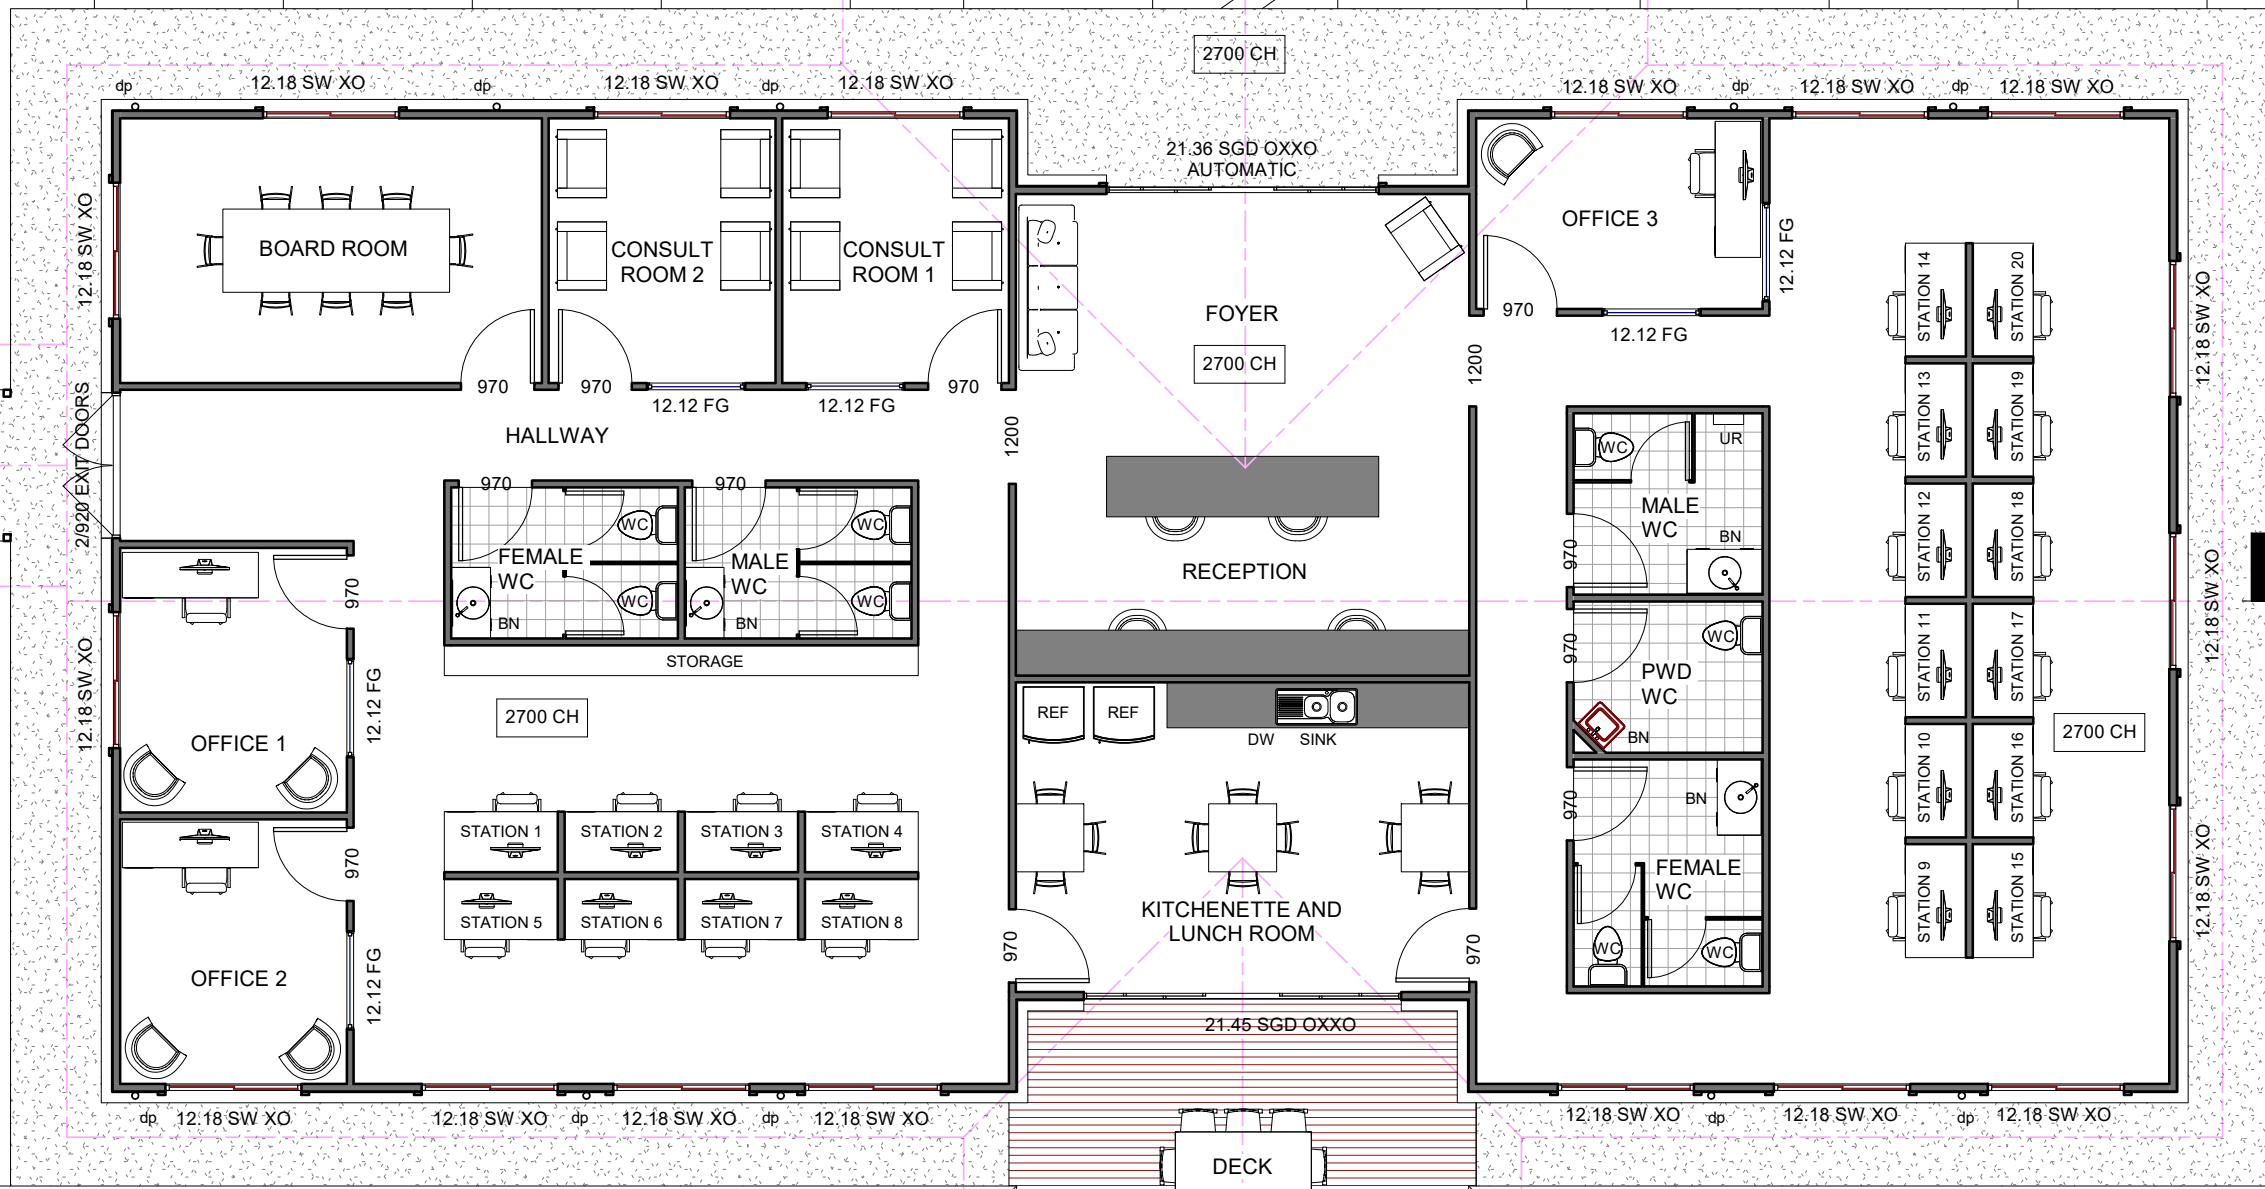 2700 CH
dp
12.18 SW XO
dp
12.18 SW XO
dp
12.18 SW XO
12.18 SW XO
dp
12.18 SW XO
dp
12.18 SW XO
21.36 SGD OXXO
AUTOMATIC
12.18 SW XO
BOARD ROOM
CONSULT
ROOM 2
CONSULT
ROOM 1
FOYER
2700 CH
OFFICE 3
12.12 FG
970
12.12 FG
1200
970
970
970
12.12 FG
12.12 FG
HALLWAY
1200
2/920 EXIT DOORS
970
970
WC
WC
FEMALE
WC
MALE
WC
WC
WC
BN
BN
STORAGE
RECEPTION
WC
UR
MALE
WC
BN
970
970
WC
PWD
WC
BN
970
BN
FEMALE
WC
WC
WC
STATION 14
STATION 20
STATION 13
STATION 19
STATION 12
STATION 18
STATION 11
STATION 17
STATION 10
STATION 16
STATION 9
STATION 15
12.18 SW XO
12.18 SW XO
12.18 SW XO
2700 CH
970
12.18 SW XO
12.12 FG
OFFICE 1
2700 CH
970
OFFICE 2
12.12 FG
STATION 1
STATION 2
STATION 3
STATION 4
STATION 5
STATION 6
STATION 7
STATION 8
REF
REF
DW
SINK
KITCHENETTE AND
LUNCH ROOM
970
970
21.45 SGD OXXO
dp
12.18 SW XO
12.18 SW XO
dp
12.18 SW XO
dp
12.18 SW XO
12.18 SW XO
dp
12.18 SW XO
dp
12.18 SW XO
DECK